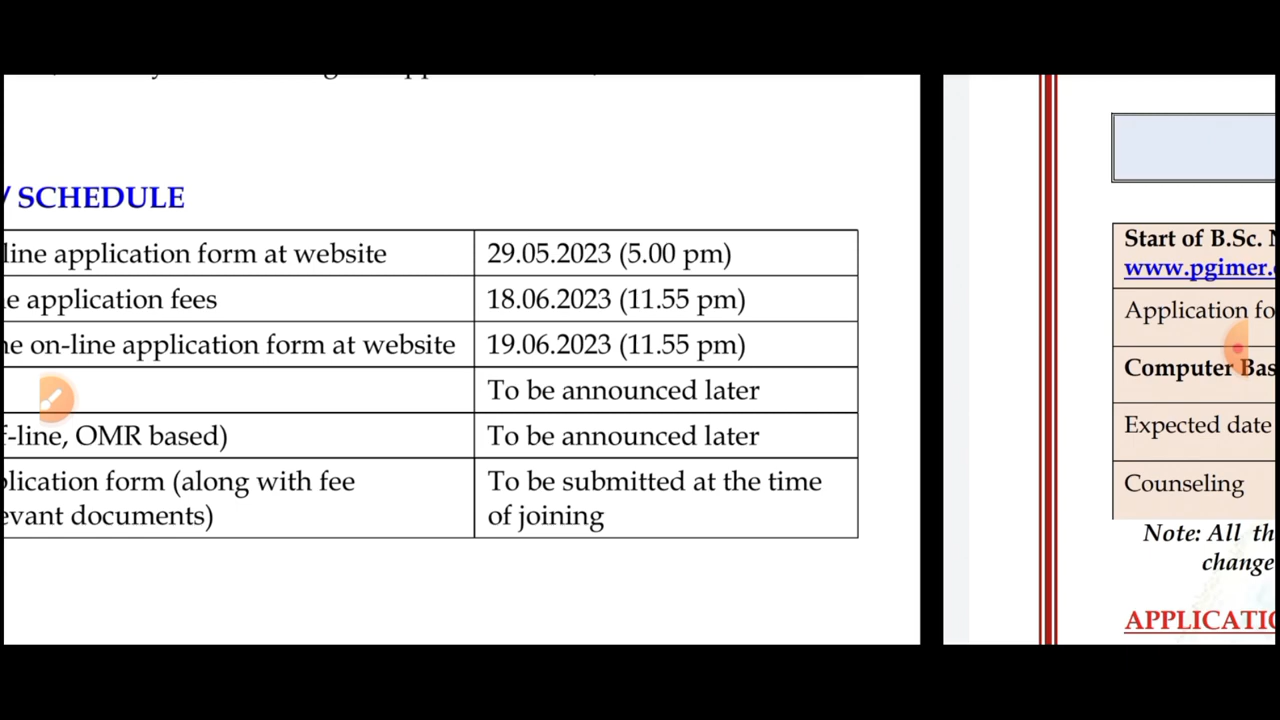 / SCHEDULE
line application form at website
29.05.2023 (5.00 pm)
e application fees
18.06.2023 (11.55 pm)
he on-line application form at website
19.06.2023 (11.55 pm)
To be announced later
f-line, OMR based)
To be announced later
plication form (along with fee
evant documents)
To be submitted at the time
of joining
Start of B.Sc. N
www.pgimer.e
Application fo
Computer Bas
Expected date
Counseling
Note: All th
change
APPLICATIO